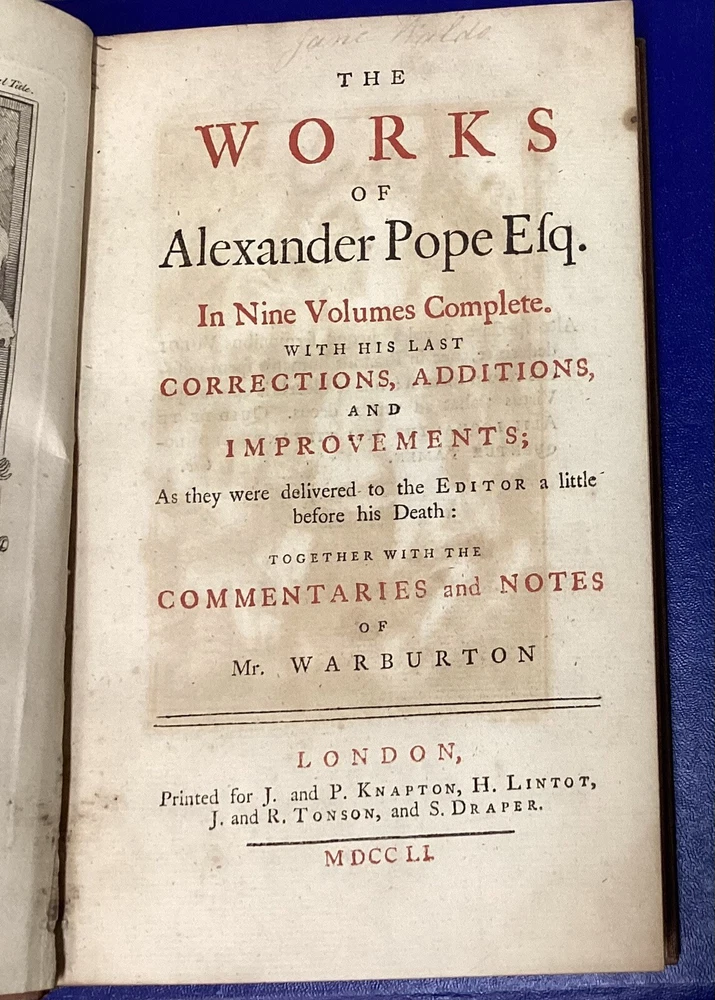 Jane
THE
WORKS
OF
Alexander Pope Eſq.
In Nine Volumes Complete.
WITH HIS LAST
CORRECTIONS, ADDITIONS,
AND
IMPROVEMENTS;
As they were delivered to the EDITOR a little
before his Death:
TOGETHER WITH THE
COMMENTARIES and NOTES
OF
Mr. WARBURTON
LONDON,
Printed for J. and P. KNAPTON, H. LINTOT,
J. and R. TONSON, and S. DRAPER.
MDCCLI.